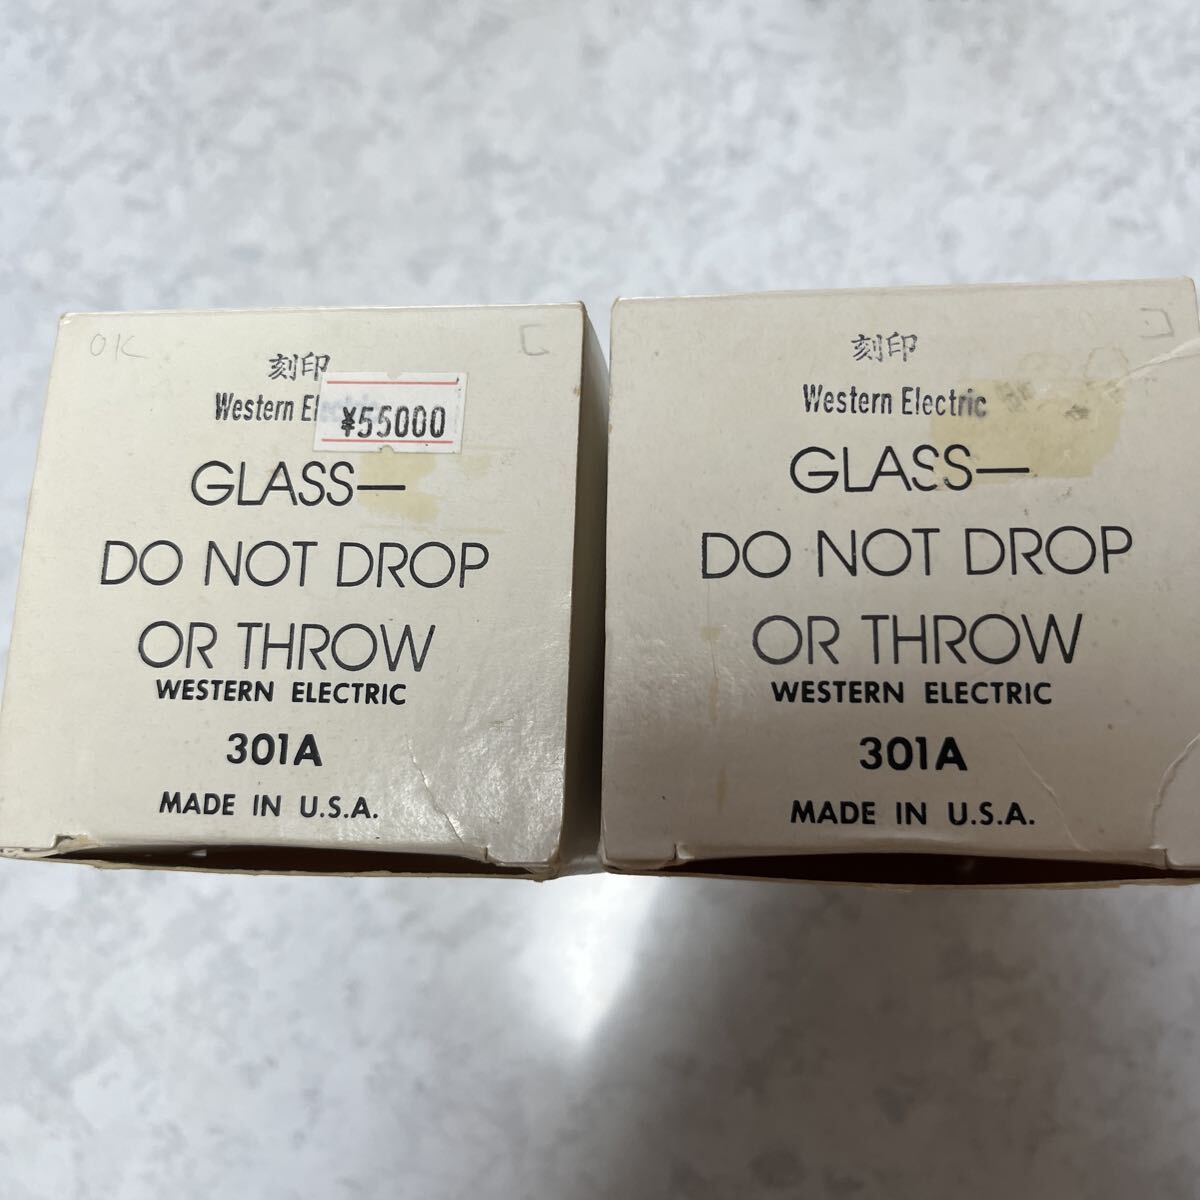 OK
刻印
Western El
¥55000
GLASS—
DO NOT DROP
OR THROW
WESTERN ELECTRIC
301A
MADE IN U.S.A.
刻印
Western Electric
GLASS—
DO NOT DROP
OR THROW
WESTERN ELECTRIC
301A
MADE IN U.S.A.